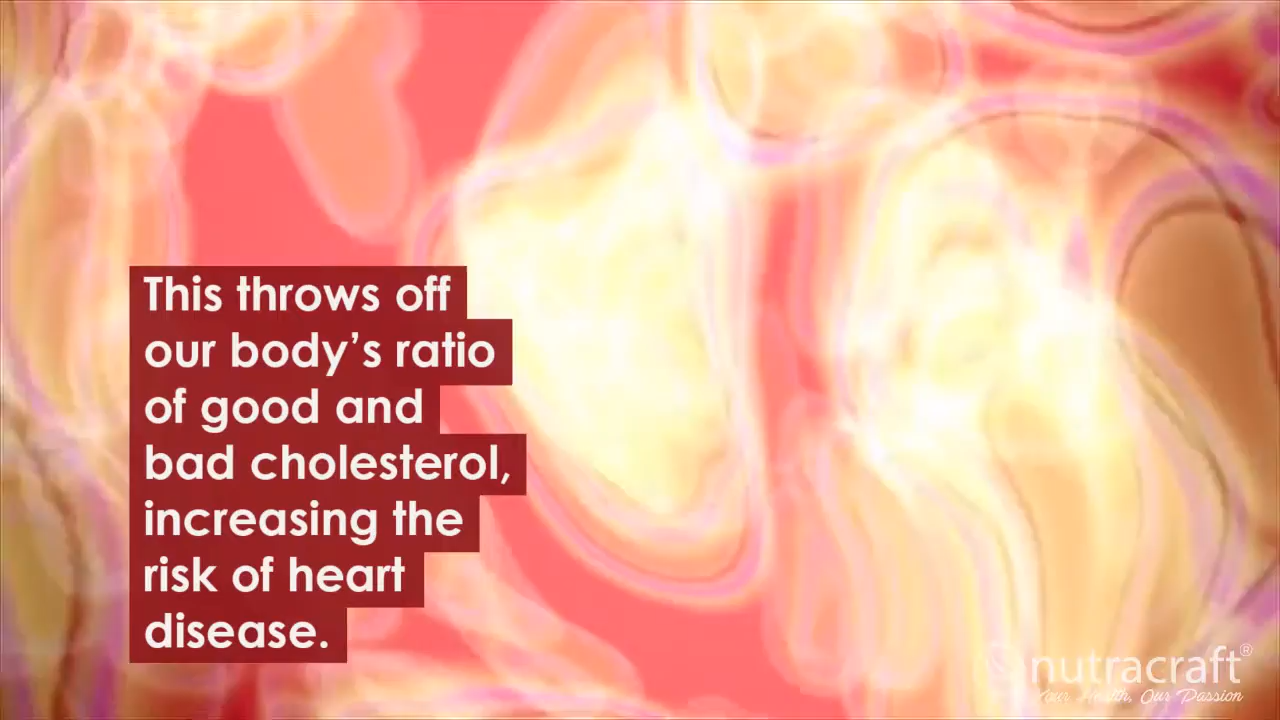 This throws off
our body’s ratio
of good and
bad cholesterol,
increasing the
risk of heart
disease.
nutracraft®
Your Health, Our Passion